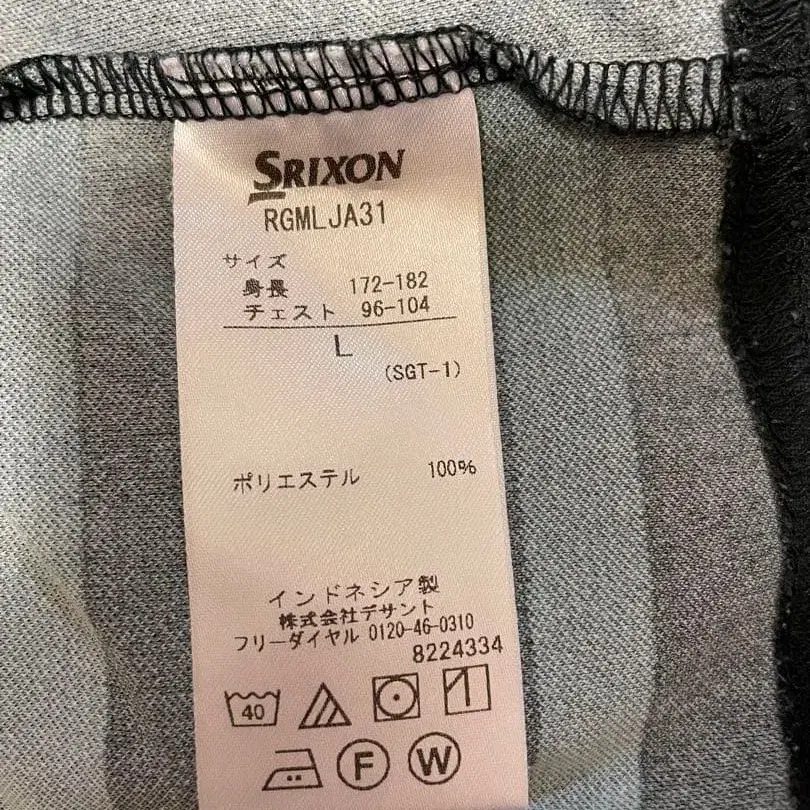 SRIXON
RGMLJA31
サイズ
身長 172-182
チェスト 96-104
L
(SGT-1)
ポリエステル 100%
インドネシア製
株式会社デサント
フリーダイヤル 0120-46-0310
8224334
40
F W